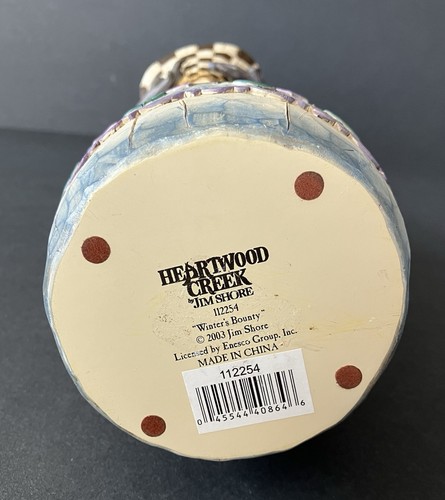 HEARTWOOD
CREEK
by JIM SHORE
112254
"Winter's Bounty"
© 2003 Jim Shore
Licensed by Enesco Group, Inc.
MADE IN CHINA
112254
0 45544 40864 6